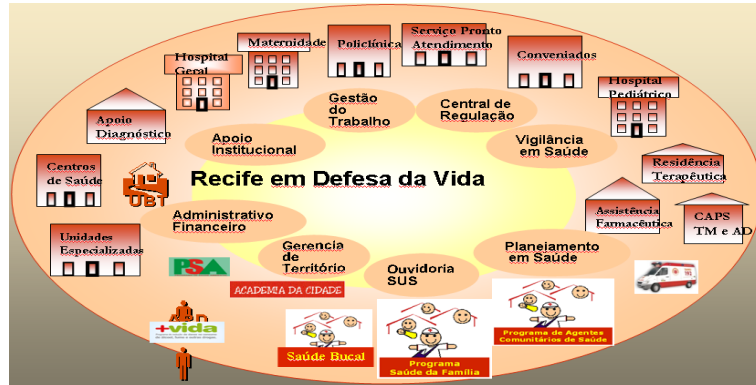 Maternidade
Policlínica
Serviço Pronto
Atendimento
Conveniados
Hospital
Geral
Hospital
Pediátrico
Gestão
do
Trabalho
Central de
Regulação
Apoio
Diagnóstico
Apoio
Institucional
Vigilância
em Saúde
Residência
Terapêutica
Centros
de Saúde
UBT
Recife em Defesa da Vida
Assistência
Farmacêutica
CAPS
TM e AD
Administrativo
Financeiro
Unidades
Especializadas
Gerencia
de
Território
Ouvidoria
SUS
Planejamento
em Saúde
PSA
ACADEMIA DA CIDADE
+vida
Saúde Bucal
Programa
Saúde da Família
Programa de Agentes
Comunitários de Saúde